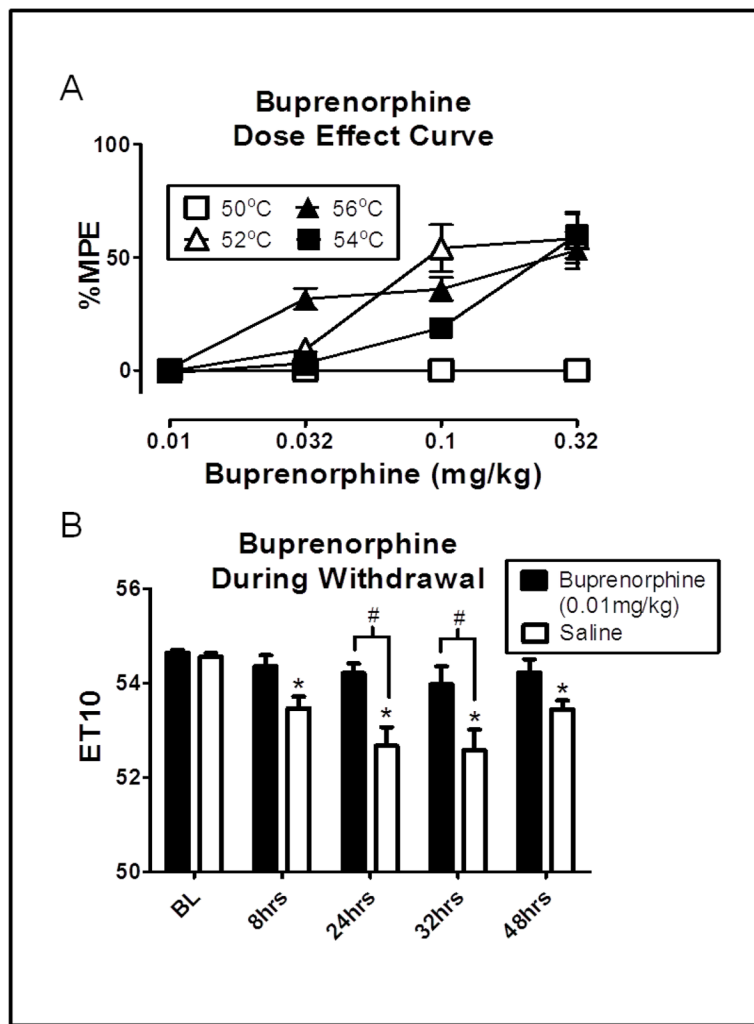 A
Buprenorphine
Dose Effect Curve
100
50
0
%MPE
50°C 56°C
52°C 54°C
0.01 0.032 0.1 0.32
Buprenorphine (mg/kg)
B
Buprenorphine
During Withdrawal
Buprenorphine
(0.01mg/kg)
Saline
56
54
52
50
ET10
# #
* * * *
BL 8hrs 24hrs 32hrs 48hrs